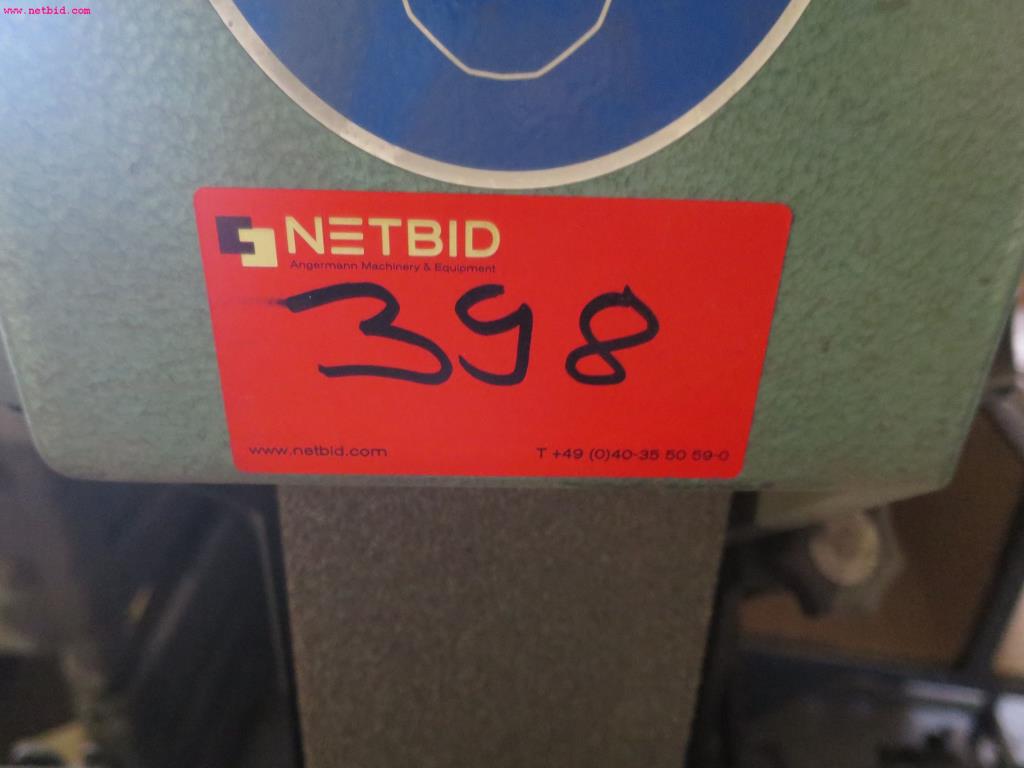 www.netbid.com
NETBID
Angermann Machinery & Equipment
398
www.netbid.com T +49 (0)40-35 50 59-0